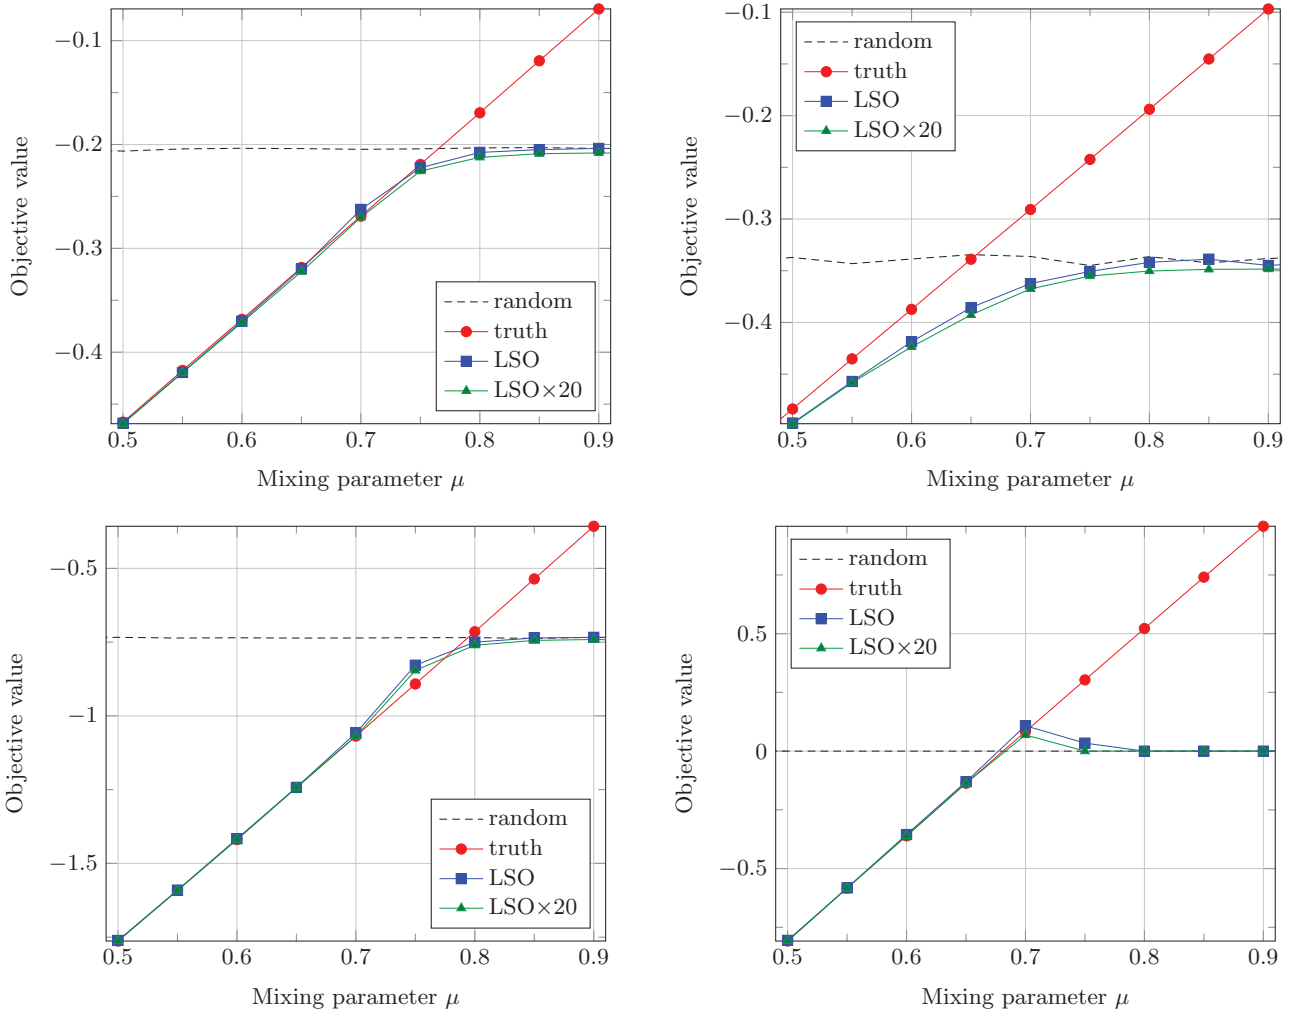 −0.1
−0.2
−0.3
−0.4
0.5 0.6 0.7 0.8 0.9
Mixing parameter μ
Objective value
random
truth
LSO
LSO×20
−0.1
−0.2
−0.3
−0.4
0.5 0.6 0.7 0.8 0.9
Mixing parameter μ
Objective value
random
truth
LSO
LSO×20
−0.5
−1
−1.5
0.5 0.6 0.7 0.8 0.9
Mixing parameter μ
Objective value
random
truth
LSO
LSO×20
0.5
0
−0.5
0.5 0.6 0.7 0.8 0.9
Mixing parameter μ
Objective value
random
truth
LSO
LSO×20